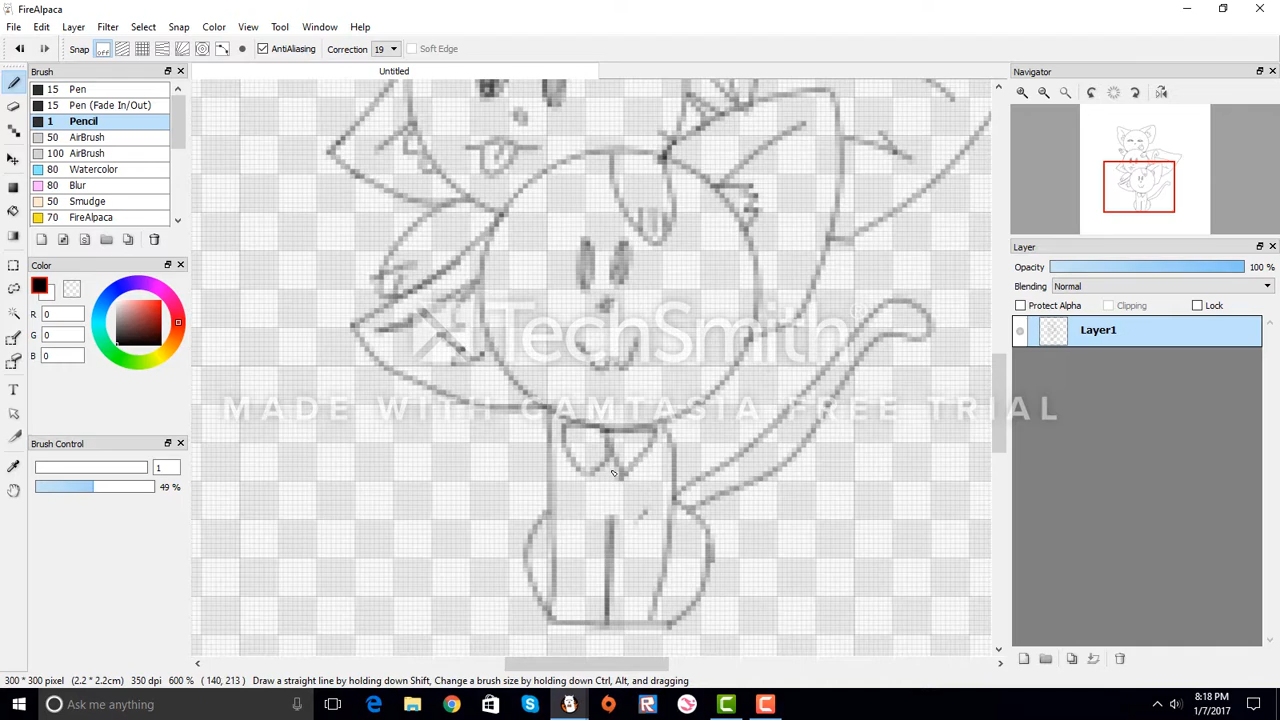 FireAlpaca
File Edit Layer Filter Select Snap Color View Tool Window Help
Snap off AntiAliasing Correction 19 Soft Edge
Brush
Untitled
Navigator
15 Pen
15 Pen (Fade In/Out)
1 Pencil
50 AirBrush
100 AirBrush
80 Watercolor
80 Blur
50 Smudge
70 FireAlpaca
Color
R 0
G 0
B 0
Layer
Opacity 100 %
Blending Normal
Protect Alpha Clipping Lock
Layer1
TechSmith®
MADE WITH CAMTASIA FREE TRIAL
Brush Control
1
49 %
300 * 300 pixel (2.2 * 2.2cm) 350 dpi 600 % ( 140, 213 ) Draw a straight line by holding down Shift, Change a brush size by holding down Ctrl, Alt, and dragging
Ask me anything
8:18 PM
1/7/2017